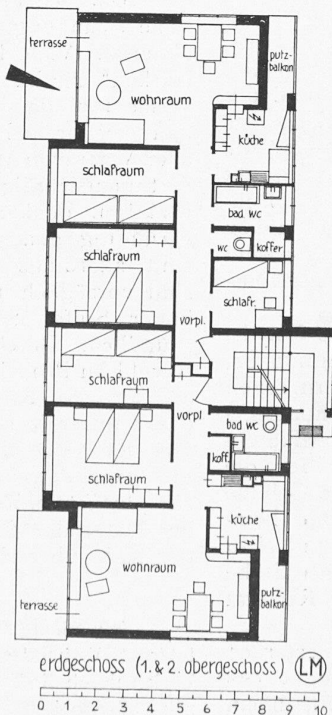 terrasse
wohnraum
putz-
balkon
küche
schlafraum
bad. wc
schlafraum
wc
koffer
schlafr.
vorpl.
schlafraum
vorpl
bad wc
koff.
schlafraum
küche
wohnraum
putz-
balkon
terrasse
erdgeschoss (1. & 2. obergeschoss) LM
0 1 2 3 4 5 6 7 8 9 10